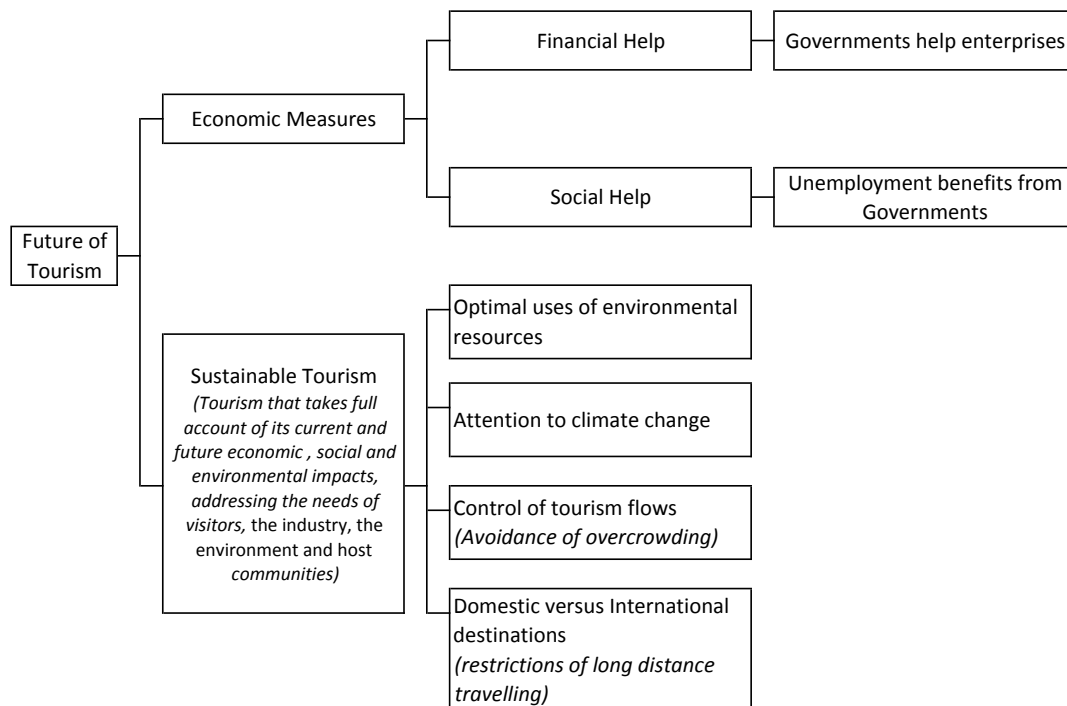 Financial Help
Governments help enterprises
Economic Measures
Social Help
Unemployment benefits from
Governments
Future of
Tourism
Sustainable Tourism
(Tourism that takes full
account of its current and
future economic , social and
environmental impacts,
addressing the needs of
visitors, the industry, the
environment and host
communities)
Optimal uses of environmental
resources
Attention to climate change
Control of tourism flows
(Avoidance of overcrowding)
Domestic versus International
destinations
(restrictions of long distance
travelling)